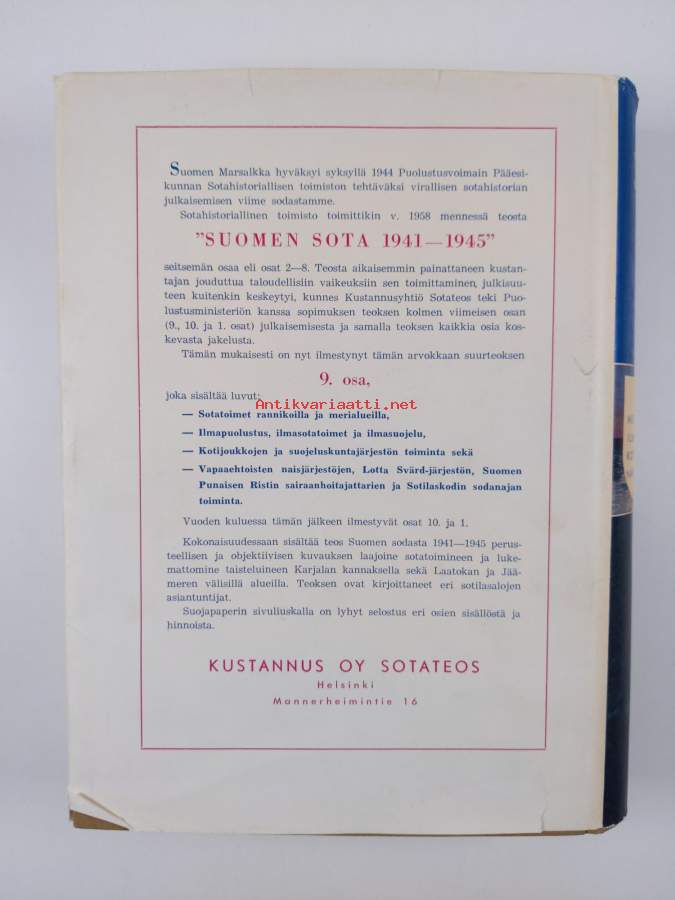 Suomen Marsalkka hyväksyi syksyllä 1944 Puolustusvoimain Pääesi-
kunnan Sotahistoriallisen toimiston tehtäväksi virallisen sotahistorian
julkaisemisen viime sodastamme.
Sotahistoriallinen toimisto toimittikin v. 1958 mennessä teosta
”SUOMEN SOTA 1941—1945”
seitsemän osaa eli osat 2—8. Teosta aikaisemmin painattaneen kustan-
tajan jouduttua taloudellisiin vaikeuksiin sen toimittaminen, julkisuu-
teen kuitenkin keskeytyi, kunnes Kustannusyhtiö Sotateos teki Puo-
lustusministeriön kanssa sopimuksen teoksen kolmen viimeisen osan
(9., 10. ja 1. osat) julkaisemisesta ja samalla teoksen kaikkia osia kos-
kevasta jakelusta.
Tämän mukaisesti on nyt ilmestynyt tämän arvokkaan suurteoksen
9. osa,
joka sisältää luvut:
Antikvariaatti.net
— Sotatoimet rannikoilla ja merialueilla,
— Ilmapuolustus, ilmasotatoimet ja ilmasuojelu,
— Kotijoukkojen ja suojeluskuntajärjestön toiminta sekä
— Vapaaehtoisten naisjärjestöjen, Lotta Svärd-järjestön, Suomen
Punaisen Ristin sairaanhoitajattarien ja Sotilaskodin sodanajan
toiminta.
Vuoden kuluessa tämän jälkeen ilmestyvät osat 10. ja 1.
Kokonaisuudessaan sisältää teos Suomen sodasta 1941—1945 perus-
teellisen ja objektiivisen kuvauksen laajoine sotatoimineen ja luke-
mattomine taisteluineen Karjalan kannaksella sekä Laatokan ja Jää-
meren välisillä alueilla. Teoksen ovat kirjoittaneet eri sotilasalojen
asiantuntijat.
Suojapaperin sivuliuskalla on lyhyt selostus eri osien sisällöstä ja
hinnoista.
KUSTANNUS OY SOTATEOS
Helsinki
Mannerheimintie 16